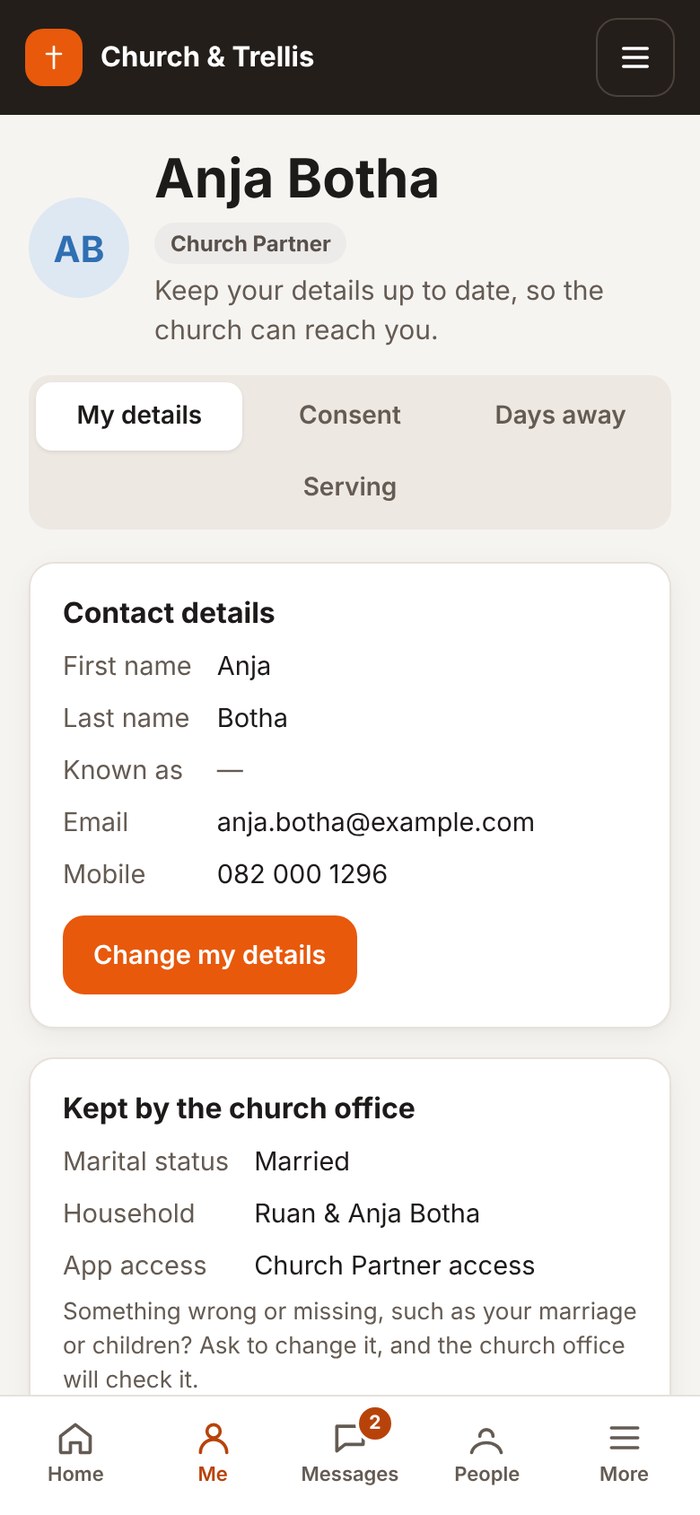 Church & Trellis
Anja Botha
AB
Church Partner
Keep your details up to date, so the
church can reach you.
My details
Consent
Days away
Serving
Contact details
First name Anja
Last name Botha
Known as —
Email anja.botha@example.com
Mobile 082 000 1296
Change my details
Kept by the church office
Marital status Married
Household Ruan & Anja Botha
App access Church Partner access
Something wrong or missing, such as your marriage
or children? Ask to change it, and the church office
will check it.
2
Home
Me
Messages
People
More